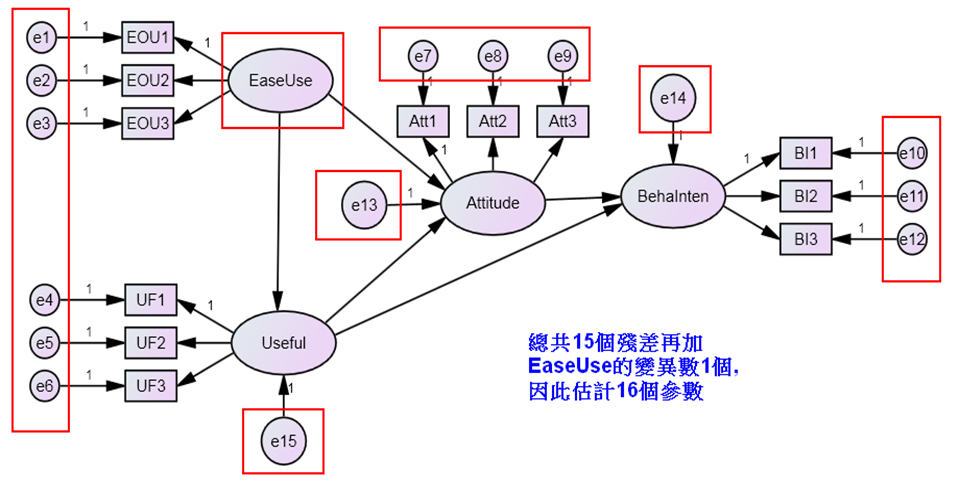 e1
1
EOU1
1
e2
1
EOU2
e3
1
EOU3
EaseUse
e7
e8
e9
1
1
1
Att1
Att2
Att3
1
e14
1
e13
1
Attitude
BehaInten
1
BI1
1
e10
BI2
1
e11
BI3
1
e12
e4
1
UF1
1
e5
1
UF2
e6
1
UF3
Useful
1
e15
總共15個殘差再加
EaseUse的變異數1個,
因此估計16個參數